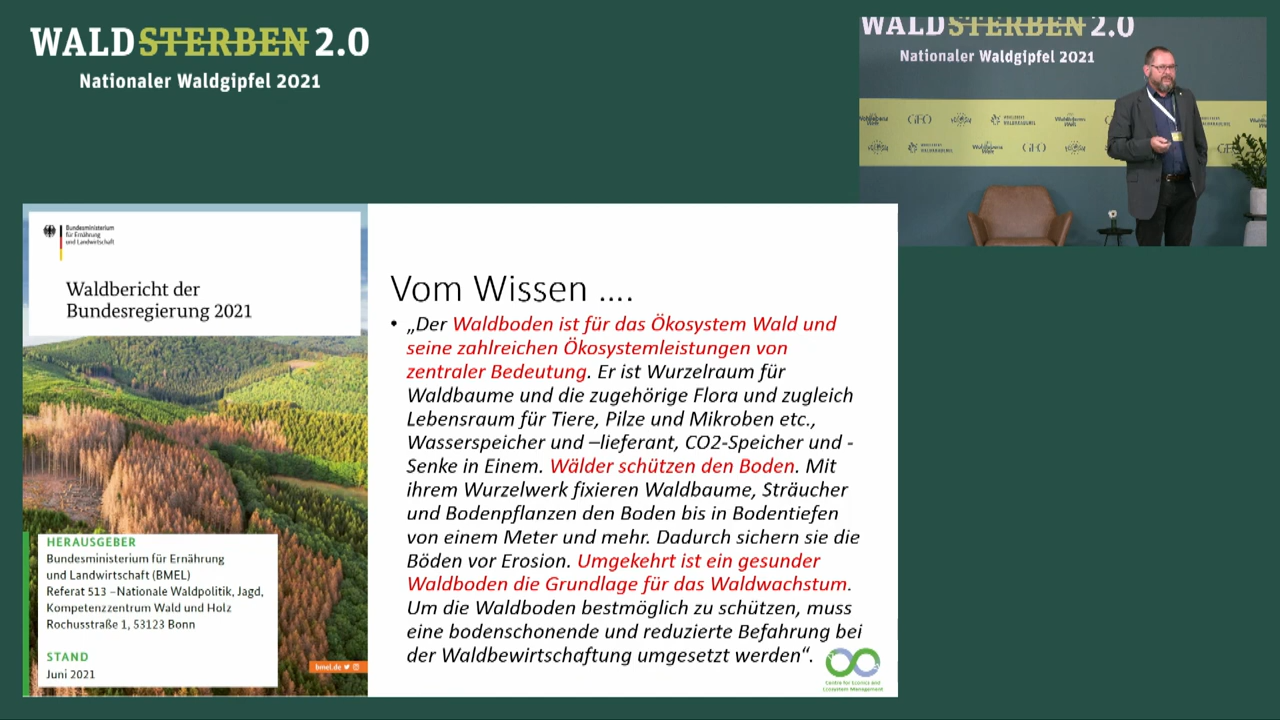 WALDSTERBEN 2.0
Nationaler Waldgipfel 2021
WALDSTERBEN 2.0
Nationaler Waldgipfel 2021
GEO
GEO
Bundesministerium
für Ernährung
und Landwirtschaft
Waldbericht der
Bundesregierung 2021
HERAUSGEBER
Bundesministerium für Ernährung
und Landwirtschaft (BMEL)
Referat 513 –Nationale Waldpolitik, Jagd,
Kompetenzzentrum Wald und Holz
Rochusstraße 1, 53123 Bonn
STAND
Juni 2021
bmel.de
Vom Wissen ....
• „Der Waldboden ist für das Ökosystem Wald und
seine zahlreichen Ökosystemleistungen von
zentraler Bedeutung. Er ist Wurzelraum für
Waldbaume und die zugehörige Flora und zugleich
Lebensraum für Tiere, Pilze und Mikroben etc.,
Wasserspeicher und –lieferant, CO2-Speicher und -
Senke in Einem. Wälder schützen den Boden. Mit
ihrem Wurzelwerk fixieren Waldbaume, Sträucher
und Bodenpflanzen den Boden bis in Bodentiefen
von einem Meter und mehr. Dadurch sichern sie die
Böden vor Erosion. Umgekehrt ist ein gesunder
Waldboden die Grundlage für das Waldwachstum.
Um die Waldboden bestmöglich zu schützen, muss
eine bodenschonende und reduzierte Befahrung bei
der Waldbewirtschaftung umgesetzt werden“.
Centre for Econics and
Ecosystem Management